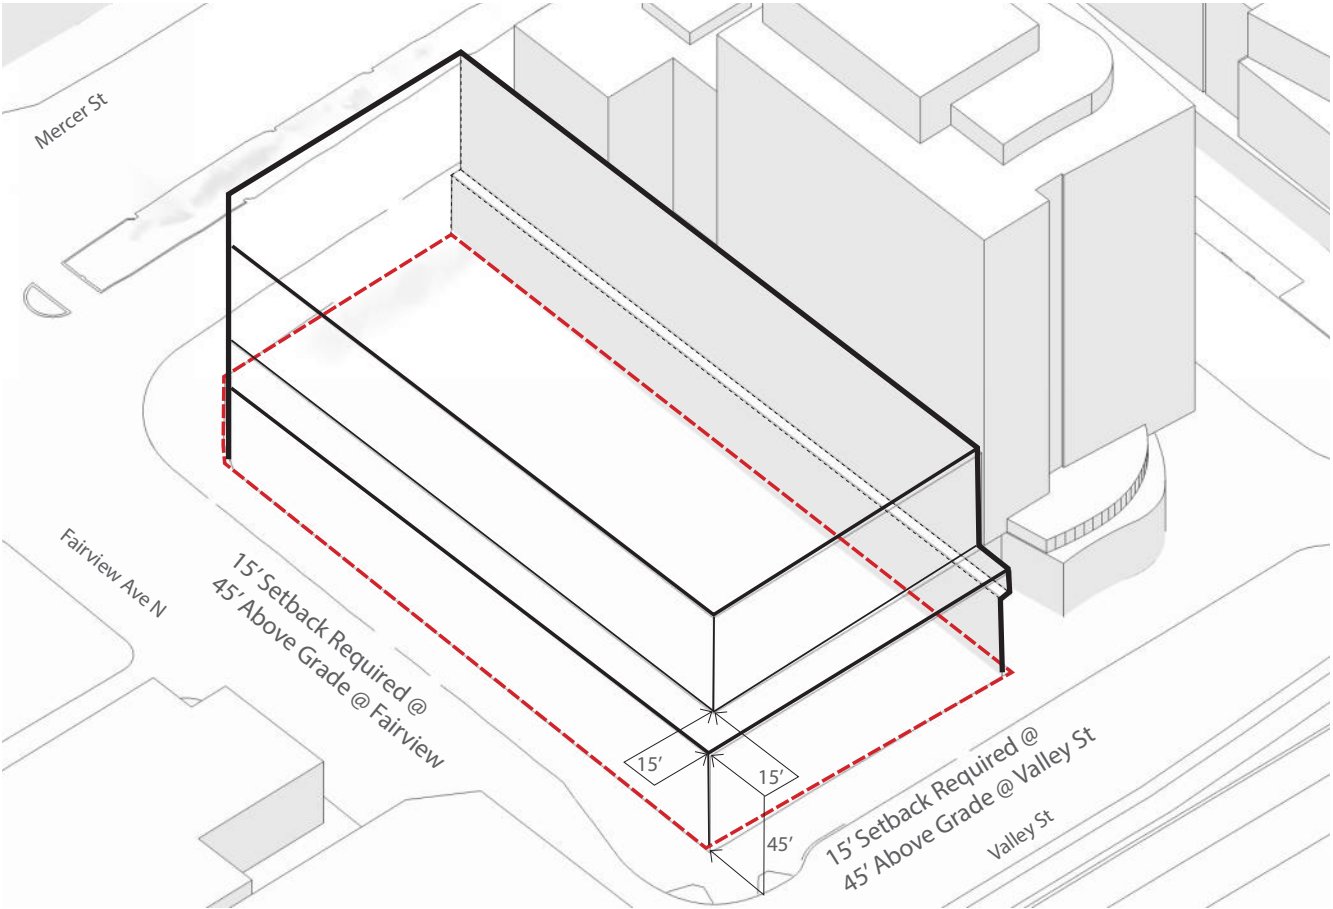 Mercer St
Fairview Ave N
15’ Setback Required @
45’ Above Grade @ Fairview
15’
15’
45’
15’ Setback Required @
45’ Above Grade @ Valley St
Valley St